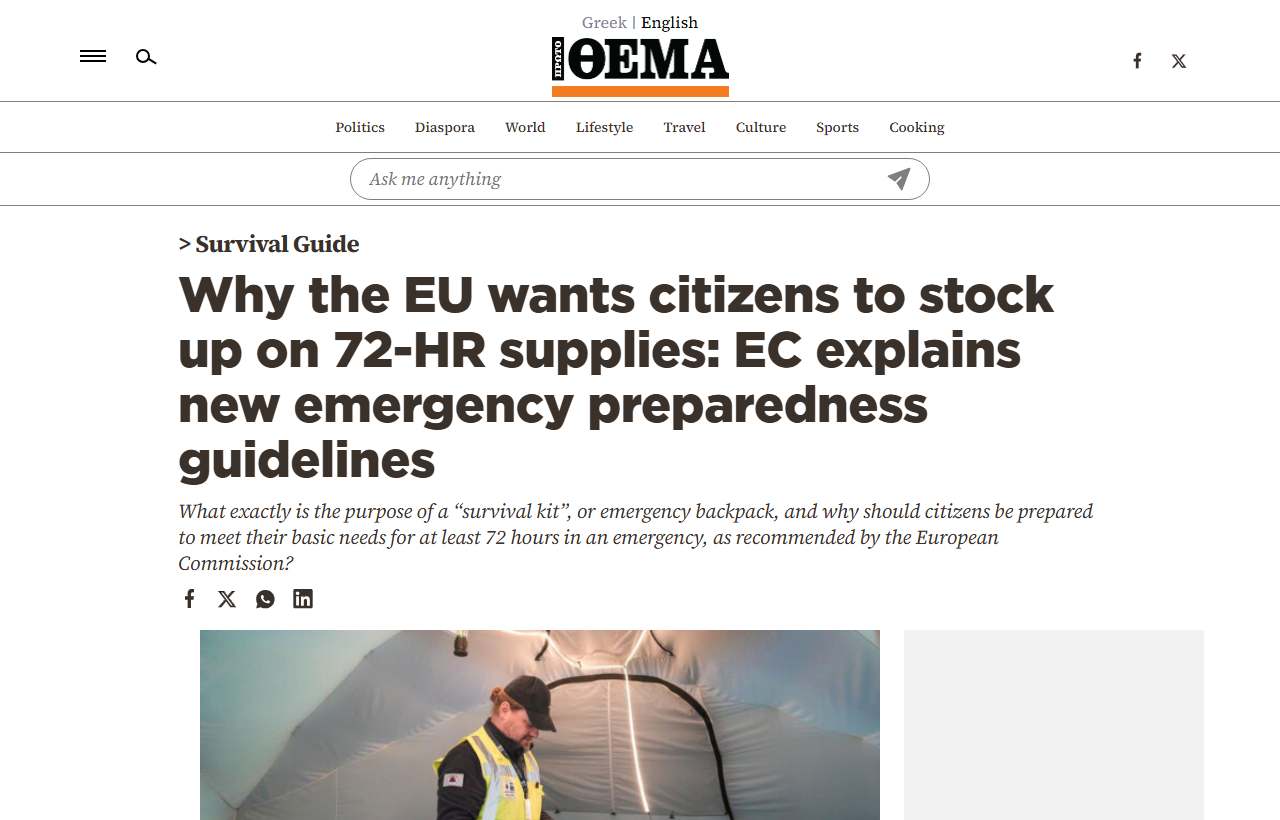 Greek | English
ΠΡΩΤΟ ΘΕΜΑ
Politics Diaspora World Lifestyle Travel Culture Sports Cooking
Ask me anything
> Survival Guide
Why the EU wants citizens to stock
up on 72-HR supplies: EC explains
new emergency preparedness
guidelines
What exactly is the purpose of a “survival kit”, or emergency backpack, and why should citizens be prepared
to meet their basic needs for at least 72 hours in an emergency, as recommended by the European
Commission?